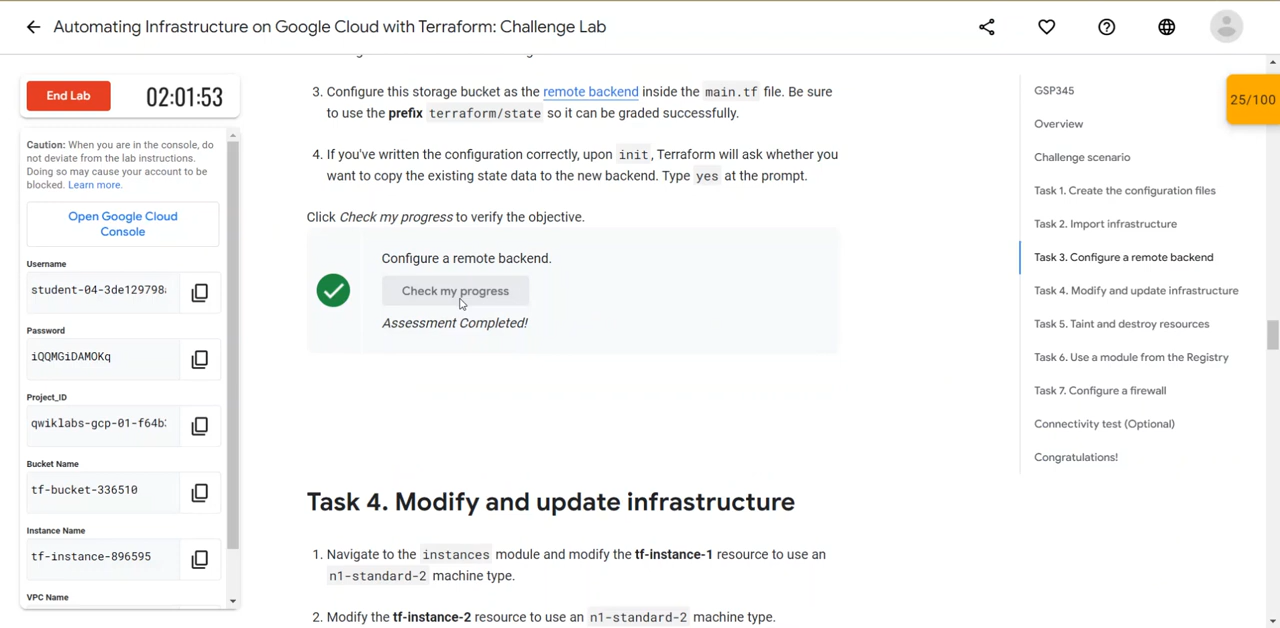 Automating Infrastructure on Google Cloud with Terraform: Challenge Lab
End Lab
02:01:53
Caution: When you are in the console, do
not deviate from the lab instructions.
Doing so may cause your account to be
blocked. Learn more.
Open Google Cloud
Console
Username
student-04-3de129798
Password
iQQMGiDAMOKq
Project_ID
qwiklabs-gcp-01-f64b
Bucket Name
tf-bucket-336510
Instance Name
tf-instance-896595
VPC Name
3. Configure this storage bucket as the remote backend inside the main.tf file. Be sure
to use the prefix terraform/state so it can be graded successfully.
4. If you've written the configuration correctly, upon init, Terraform will ask whether you
want to copy the existing state data to the new backend. Type yes at the prompt.
Click Check my progress to verify the objective.
Configure a remote backend.
Check my progress
Assessment Completed!
Task 4. Modify and update infrastructure
1. Navigate to the instances module and modify the tf-instance-1 resource to use an
n1-standard-2 machine type.
2. Modify the tf-instance-2 resource to use an n1-standard-2 machine type.
GSP345
Overview
Challenge scenario
Task 1. Create the configuration files
Task 2. Import infrastructure
Task 3. Configure a remote backend
Task 4. Modify and update infrastructure
Task 5. Taint and destroy resources
Task 6. Use a module from the Registry
Task 7. Configure a firewall
Connectivity test (Optional)
Congratulations!
25/100